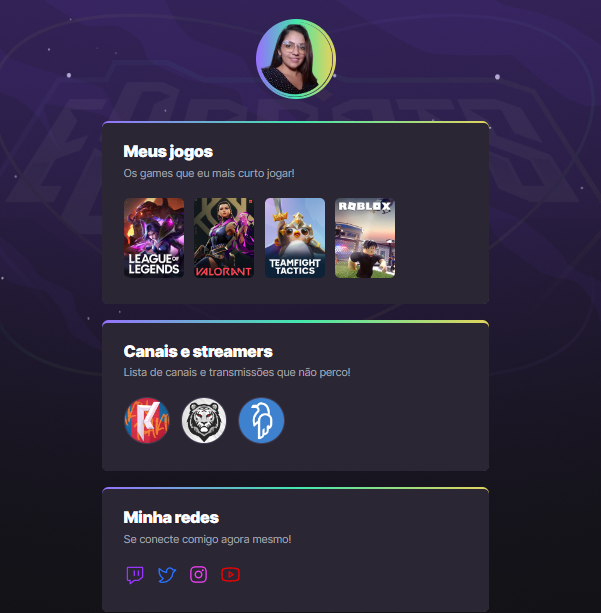 ESPORTS
Meus jogos
Os games que eu mais curto jogar!
LEAGUE OF
LEGENDS
VALORANT
TEAMFIGHT
TACTICS
ROBLOX
Canais e streamers
Lista de canais e transmissões que não perco!
Minha redes
Se conecte comigo agora mesmo!